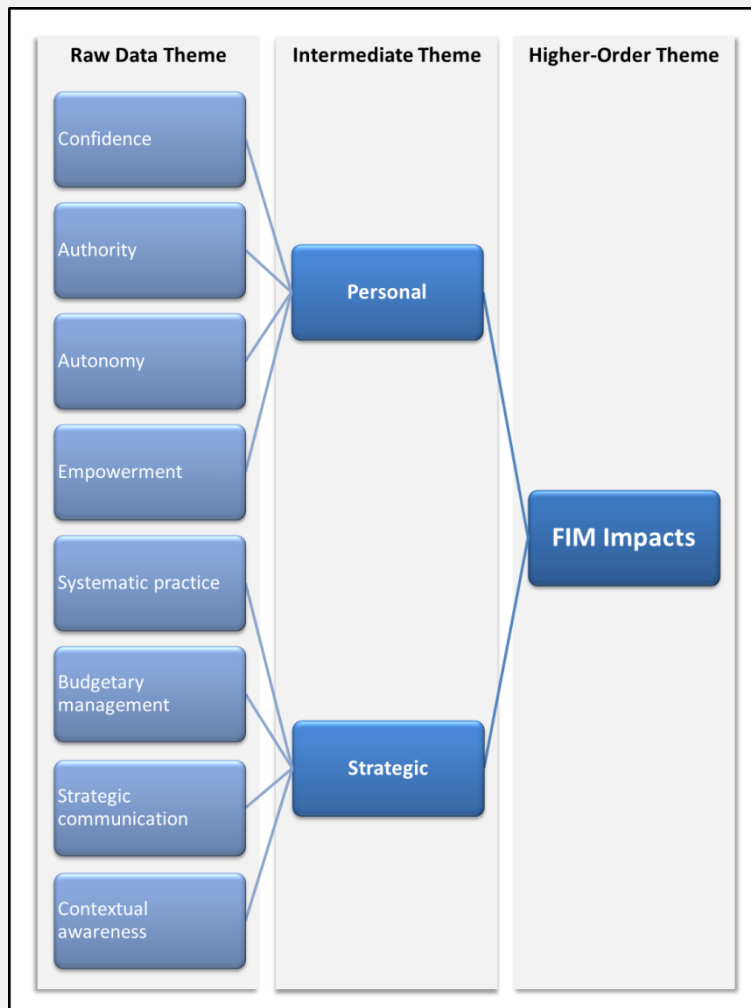 Raw Data Theme
Intermediate Theme
Higher-Order Theme
Confidence
Authority
Autonomy
Empowerment
Systematic practice
Budgetary
management
Strategic
communication
Contextual
awareness
Personal
Strategic
FIM Impacts